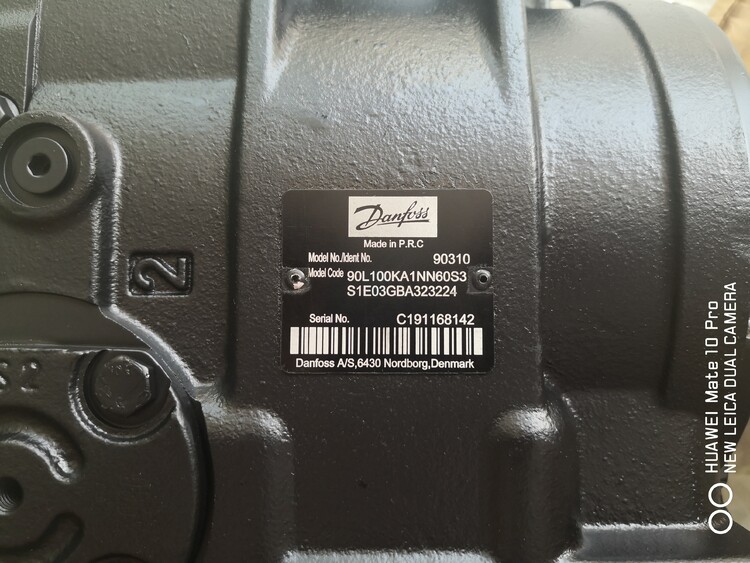 Danfoss
Made in P.R.C
Model No./Ident No. 90310
Model Code 90L100KA1NN60S3
S1E03GBA323224
Serial No. C191168142
Danfoss A/S,6430 Nordborg,Denmark
2
S2
HUAWEI Mate 10 Pro
NEW LEICA DUAL CAMERA